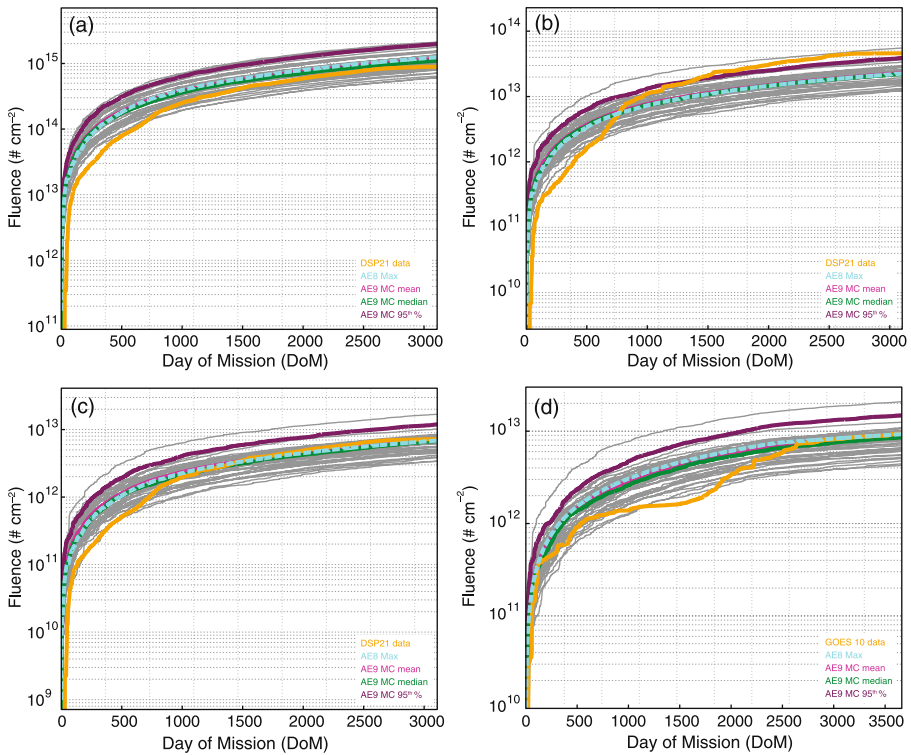 (a)
Fluence (# cm⁻²)
10¹⁵
10¹⁴
10¹³
10¹²
10¹¹
DSP21 data
AE8 Max
AE9 MC mean
AE9 MC median
AE9 MC 95ᵗʰ %
0 500 1000 1500 2000 2500 3000
Day of Mission (DoM)
(b)
Fluence (# cm⁻²)
10¹⁴
10¹³
10¹²
10¹¹
10¹⁰
DSP21 data
AE8 Max
AE9 MC mean
AE9 MC median
AE9 MC 95ᵗʰ %
0 500 1000 1500 2000 2500 3000
Day of Mission (DoM)
(c)
Fluence (# cm⁻²)
10¹³
10¹²
10¹¹
10¹⁰
10⁹
DSP21 data
AE8 Max
AE9 MC mean
AE9 MC median
AE9 MC 95ᵗʰ %
0 500 1000 1500 2000 2500 3000
Day of Mission (DoM)
(d)
Fluence (# cm⁻²)
10¹³
10¹²
10¹¹
10¹⁰
GOES 10 data
AE8 Max
AE9 MC mean
AE9 MC median
AE9 MC 95ᵗʰ %
0 500 1000 1500 2000 2500 3000 3500
Day of Mission (DoM)